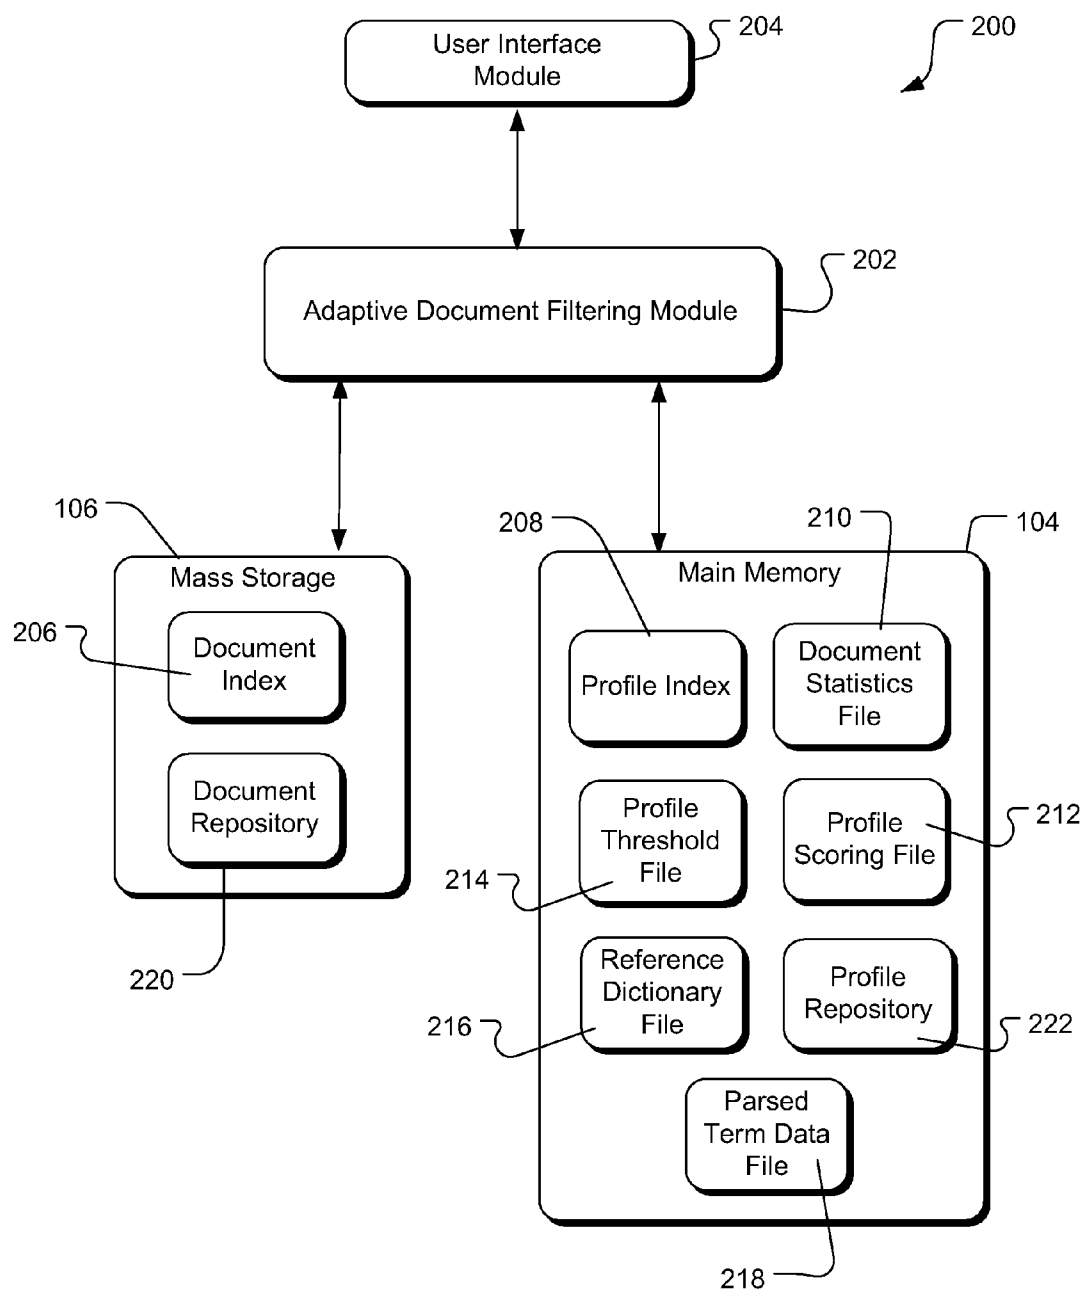 204
200
User Interface
Module
202
Adaptive Document Filtering Module
106
208
210
104
Mass Storage
Main Memory
206
Document
Index
Profile Index
Document
Statistics
File
Document
Repository
Profile
Threshold
File
Profile
Scoring File
212
214
220
Reference
Dictionary
File
Profile
Repository
216
222
Parsed
Term Data
File
218